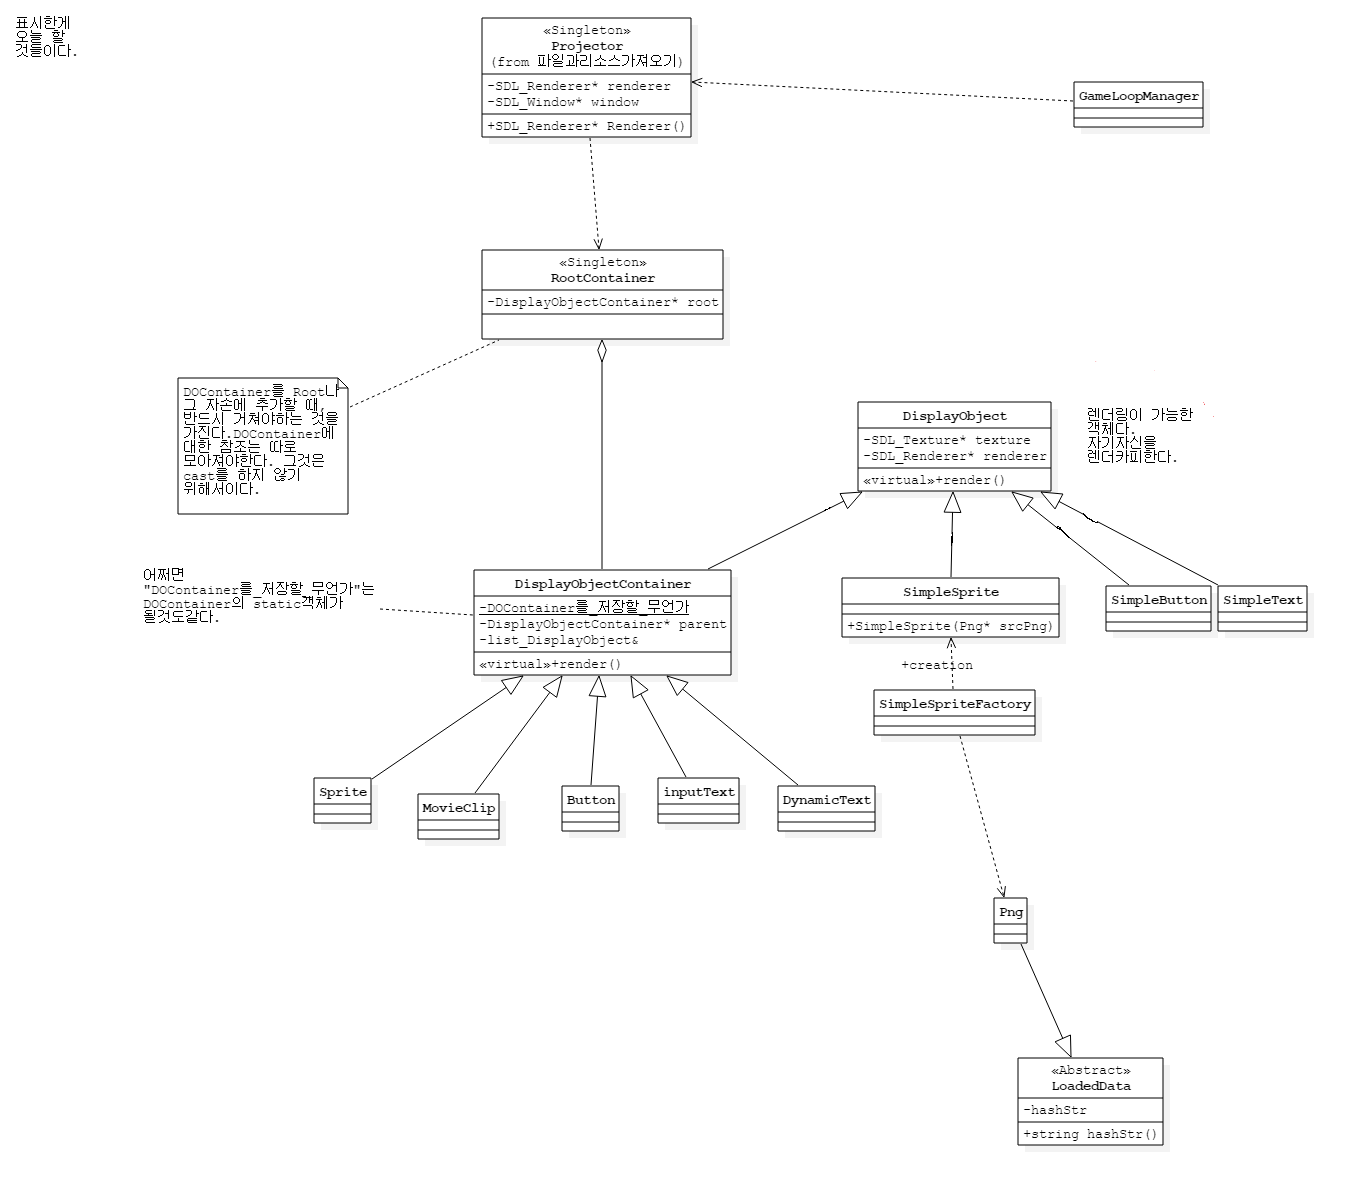 표시한게
오늘 할
것들이다.
«Singleton»
Projector
(from 파일과리소스가져오기)
-SDL_Renderer* renderer
-SDL_Window* window
+SDL_Renderer* Renderer()
GameLoopManager
«Singleton»
RootContainer
-DisplayObjectContainer* root
DOContainer를 Root나
그 자손에 추가할 때,
반드시 거쳐야하는 것을
가진다.DOContainer에
대한 참조는 따로
모아져야한다. 그것은
cast를 하지 않기
위해서이다.
DisplayObject
-SDL_Texture* texture
-SDL_Renderer* renderer
«virtual»+render()
렌더링이 가능한
객체다.
자기자신을
렌더카피한다.
어쩌면
"DOContainer를_저장할_무언가"는
DOContainer의 static객체가
될것도같다.
DisplayObjectContainer
-DOContainer를_저장할_무언가
-DisplayObjectContainer* parent
-list_DisplayObject&
«virtual»+render()
SimpleSprite
+SimpleSprite(Png* srcPng)
SimpleButton
SimpleText
+creation
SimpleSpriteFactory
Sprite
MovieClip
Button
inputText
DynamicText
Png
«Abstract»
LoadedData
-hashStr
+string hashStr()